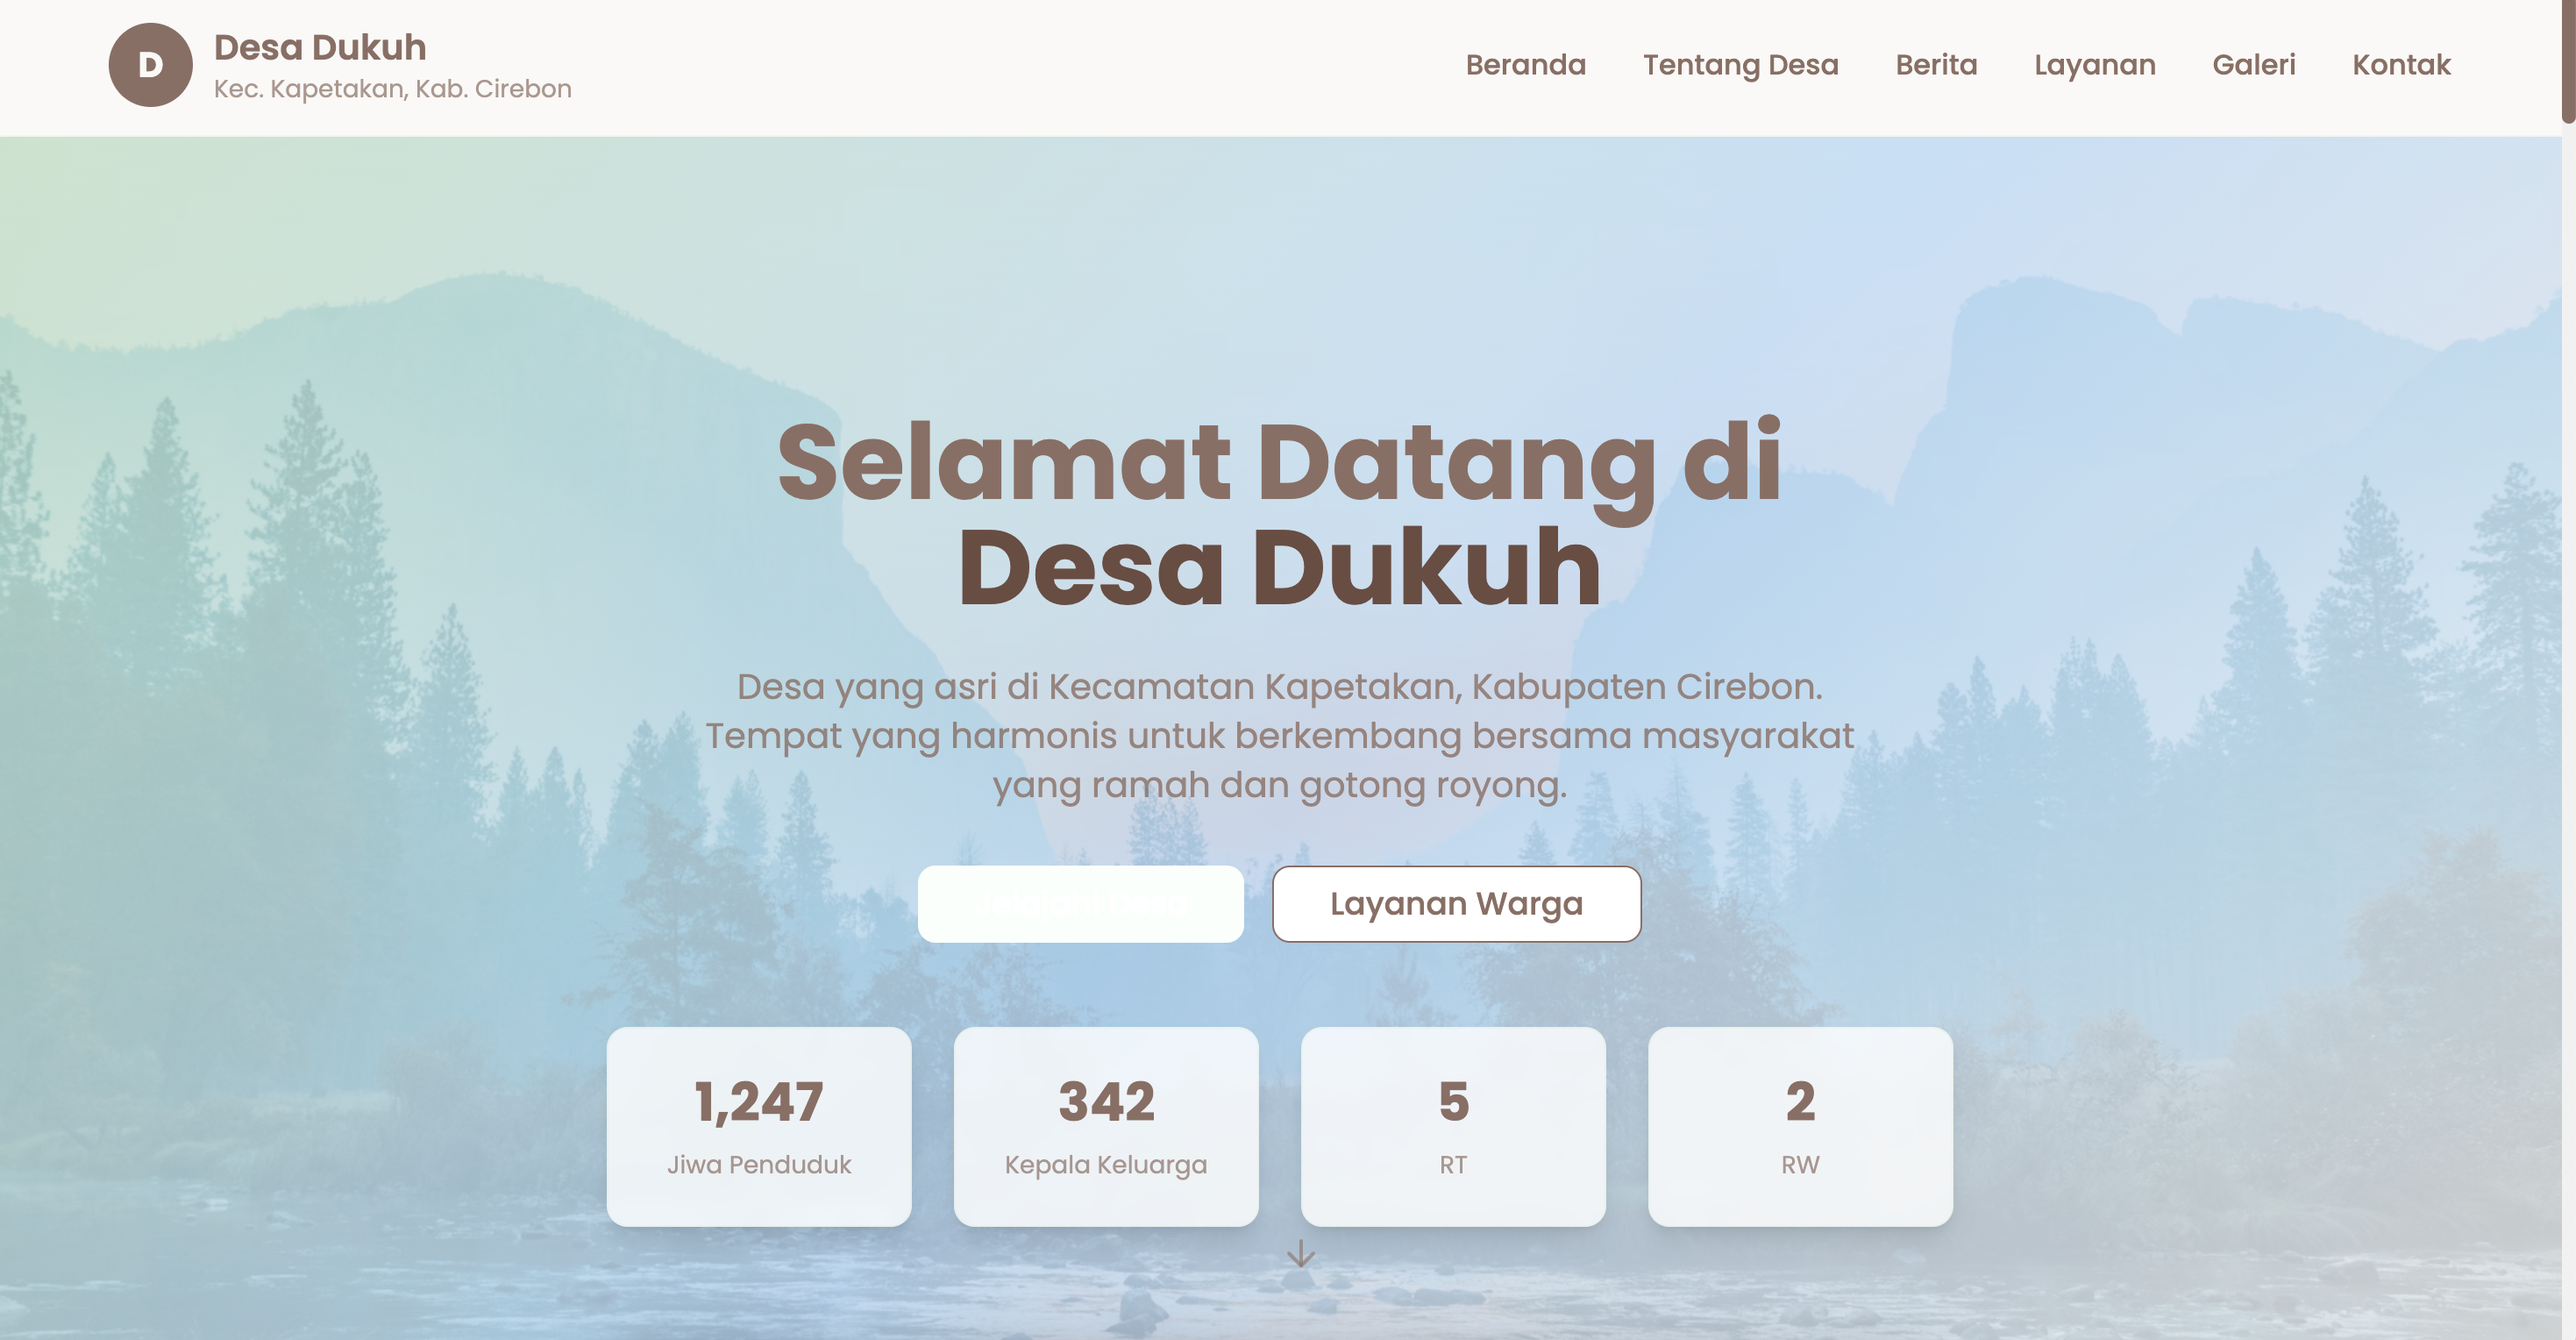 D
Desa Dukuh
Kec. Kapetakan, Kab. Cirebon
Beranda
Tentang Desa
Berita
Layanan
Galeri
Kontak
Selamat Datang di
Desa Dukuh
Desa yang asri di Kecamatan Kapetakan, Kabupaten Cirebon.
Tempat yang harmonis untuk berkembang bersama masyarakat
yang ramah dan gotong royong.
Layanan Warga
1,247
Jiwa Penduduk
342
Kepala Keluarga
5
RT
2
RW